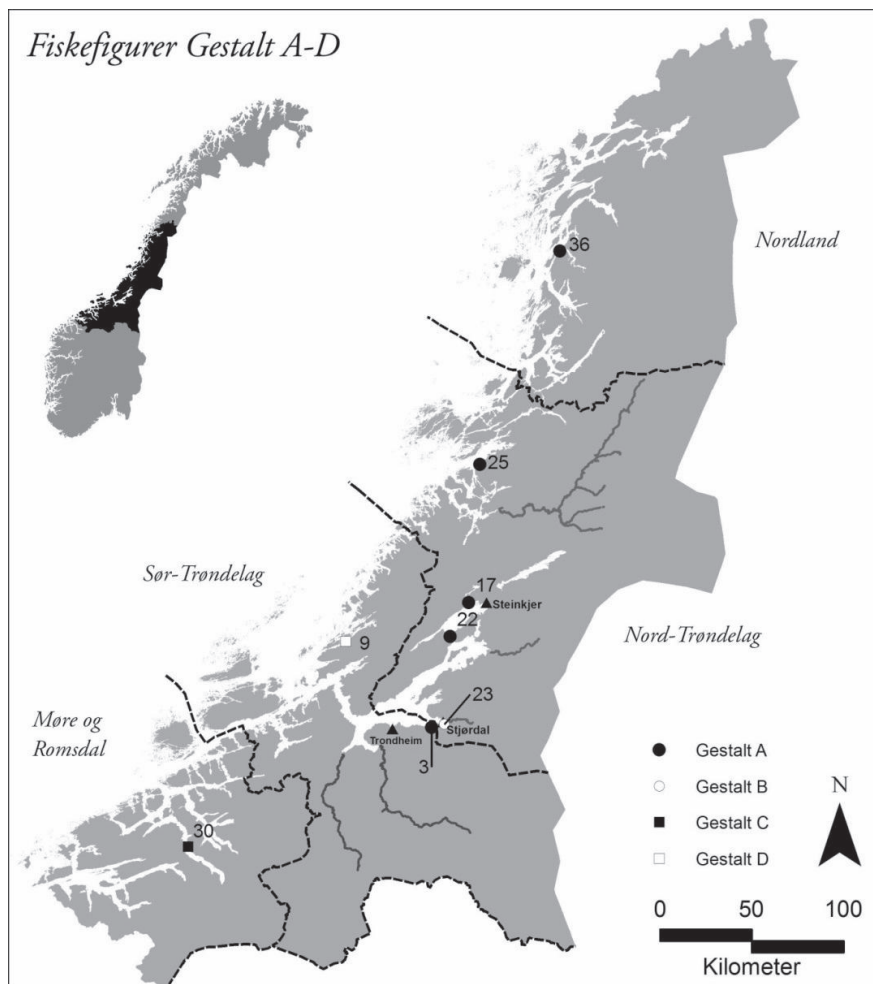 Fiskefigurer Gestalt A-D
36
Nordland
25
Sør-Trøndelag
17
Steinkjer
22
9
Nord-Trøndelag
23
Møre og
Romsdal
Stjørdal
Trondheim
3
30
Gestalt A
Gestalt B
Gestalt C
Gestalt D
N
0 50 100
Kilometer